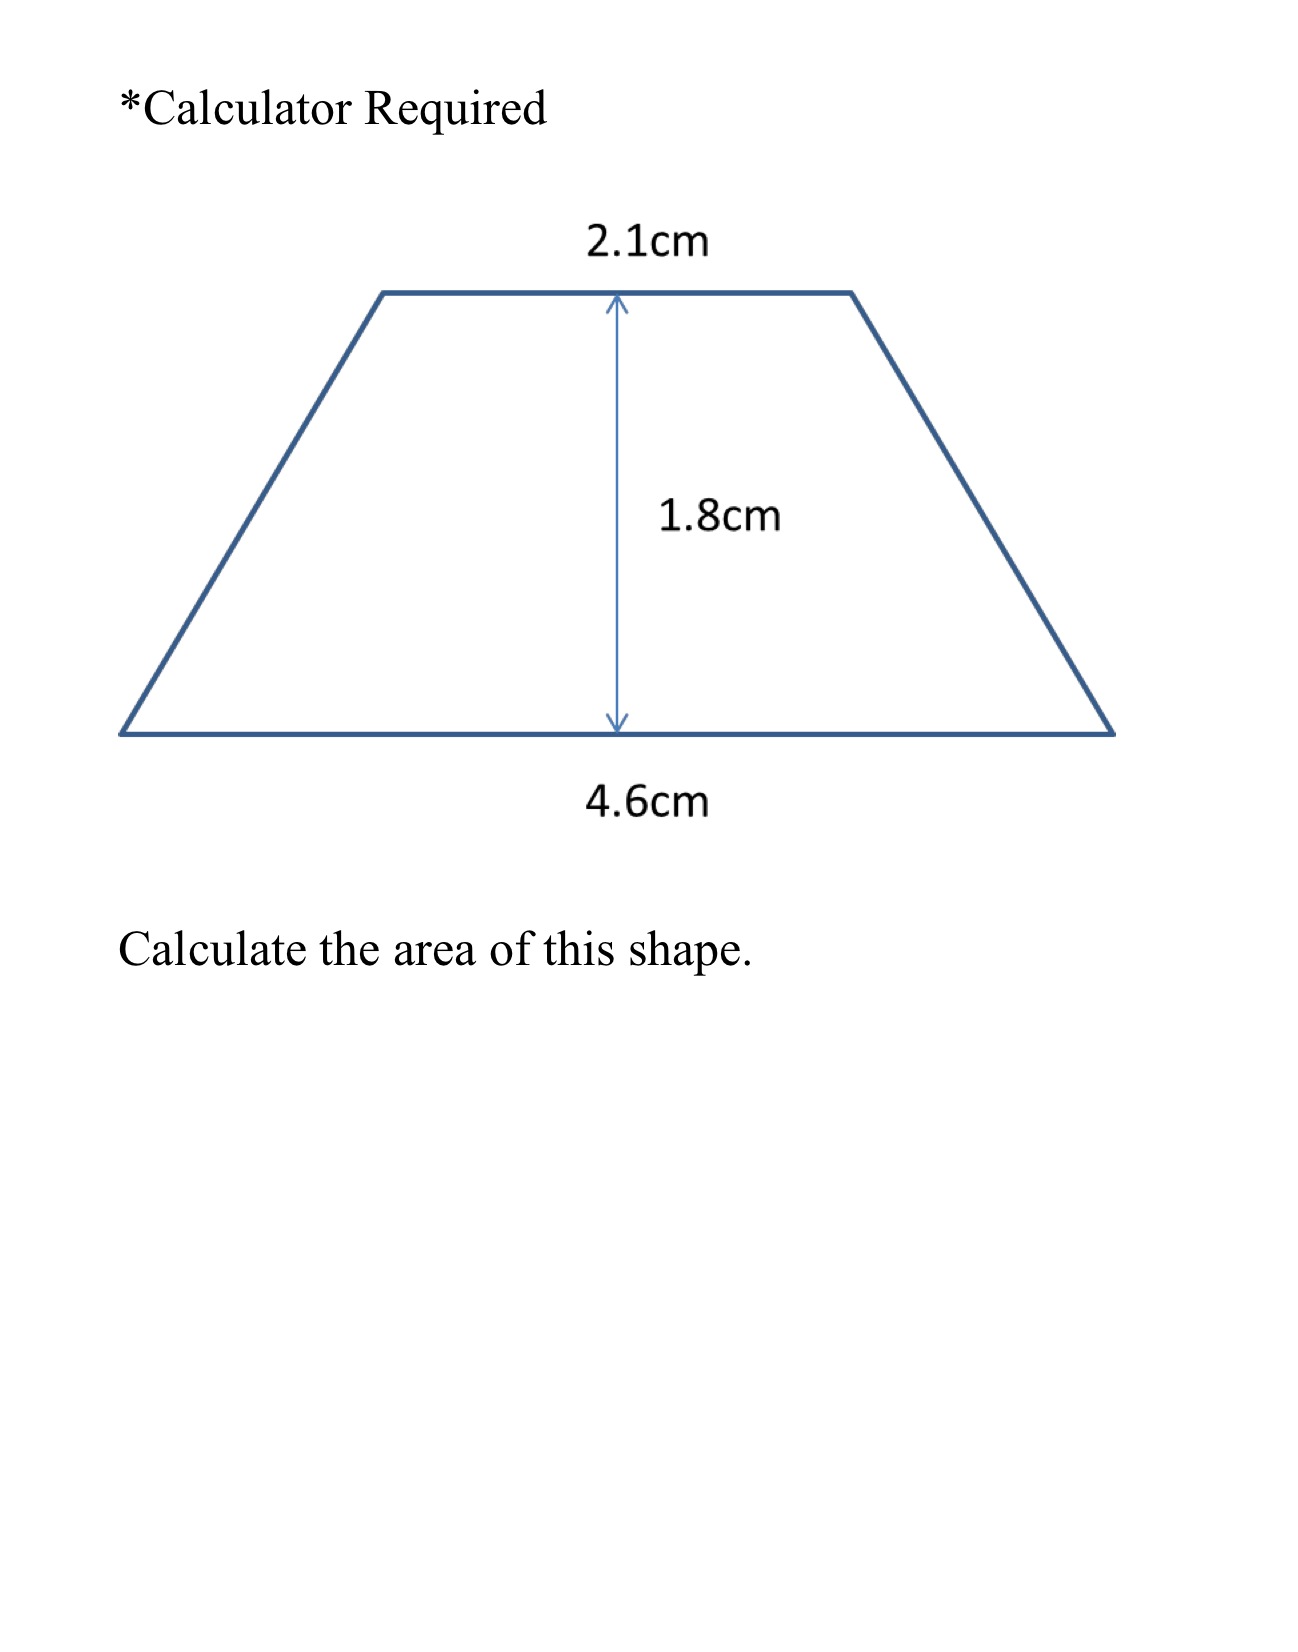 *Calculator Required
2.1cm
1.8cm
4.6cm
Calculate the area of this shape.